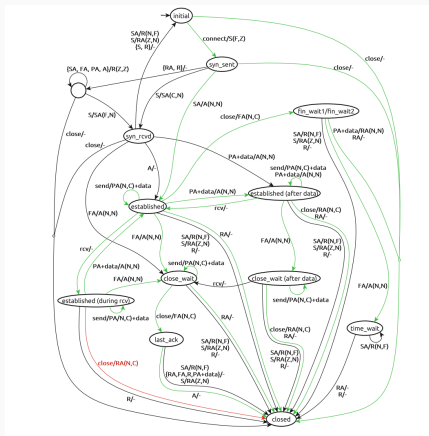 initial
SA/R(N,F)
S/RA(Z,N)
{S, R}/-
connect/S(F,Z)
close/-
{SA, FA, PA, A}/R(Z,Z)
{RA, R}/-
syn_sent
close/-
S/SA(F,N)
S/SA(C,N)
SA/A(N,N)
close/FA(N,C)
fin_wait1/fin_wait2
close/-
close/-
syn_rcvd
SA/R(N,F)
S/RA(Z,N)
R/-
PA+data/RA(N,N)
RA/-
A/-
PA+data/A(N,N)
send/PA(N,C)+data
PA+data/A(N,N)
send/PA(N,C)+data
PA+data/A(N,N)
established (after data)
established
rcv/-
close/RA(N,C)
RA/-
FA/A(N,N)
FA/A(N,N)
RA/-
SA/R(N,F)
S/RA(Z,N)
R/-
FA/A(N,N)
SA/R(N,F)
S/RA(Z,N)
R/-
rcv/-
PA+data/A(N,N)
send/PA(N,C)+data
FA/A(N,N)
close_wait
rcv/-
close_wait (after data)
FA/A(N,N)
established (during rcv)
send/PA(N,C)+data
send/PA(N,C)+data
close/FA(N,C)
RA/-
SA/R(N,F)
S/RA(Z,N)
R/-
close/RA(N,C)
RA/-
time_wait
last_ack
SA/R(N,F)
close/RA(N,C)
SA/R(N,F)
{RA,FA,R,PA+data}/-
S/RA(Z,N)
SA/R(N,F)
S/RA(Z,N)
R/-
RA/-
R/-
R/-
A/-
closed